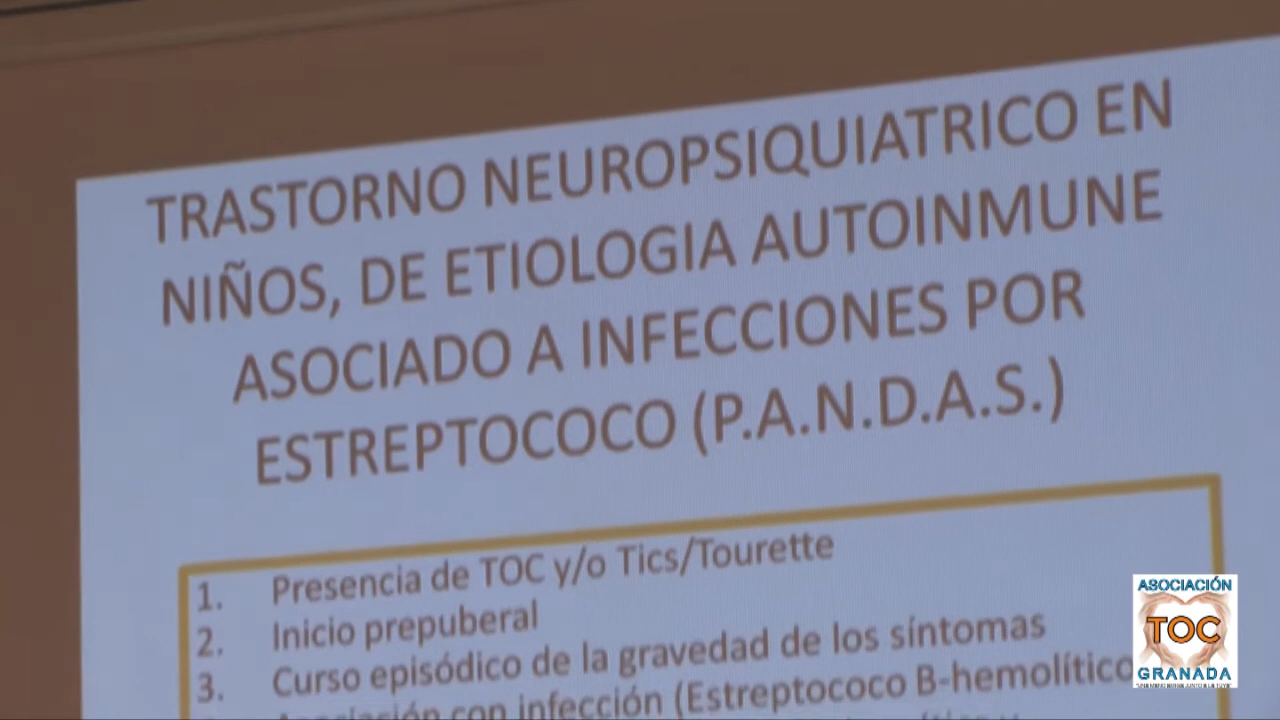 TRASTORNO NEUROPSIQUIATRICO EN
NIÑOS, DE ETIOLOGIA AUTOINMUNE
ASOCIADO A INFECCIONES POR
ESTREPTOCOCO (P.A.N.D.A.S.)
1. Presencia de TOC y/o Tics/Tourette
2. Inicio prepuberal
3. Curso episódico de la gravedad de los síntomas
Asociación con infección (Estreptococo B-hemolítico
ASOCIACIÓN
TOC
GRANADA